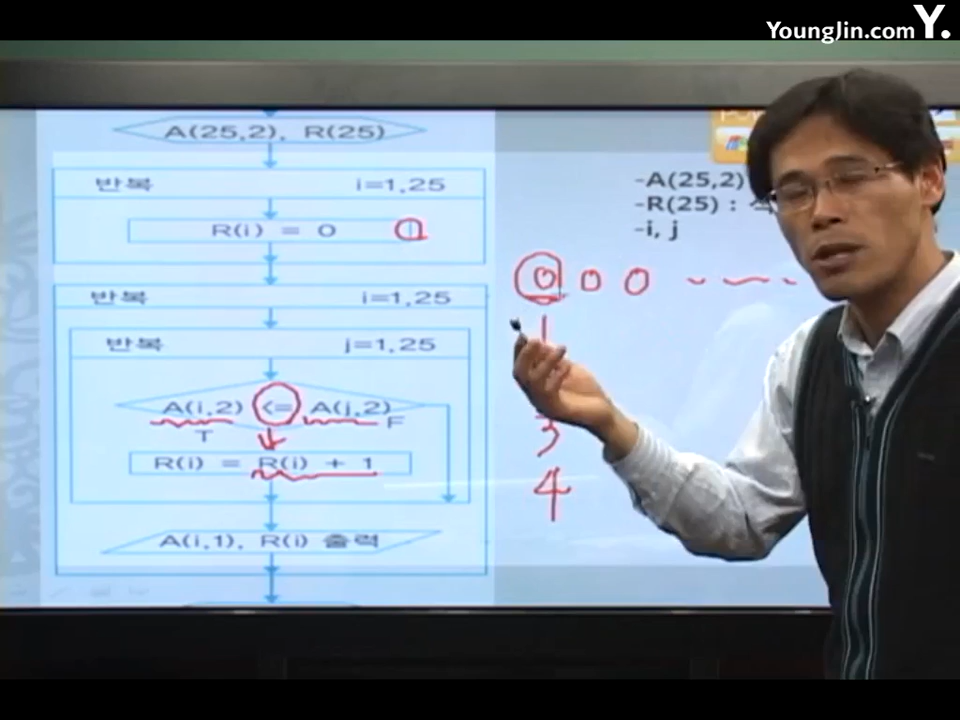 YoungJin.com Y.
A(25,2), R(25)
반복 i=1,25
R(i) = 0
반복 i=1,25
반복 j=1,25
A(i,2) <= A(j,2)
T F
R(i) = R(i) + 1
A(i,1), R(i) 출력
-A(25,2)
-R(25) :
-i, j
0 0 0
1
3
4